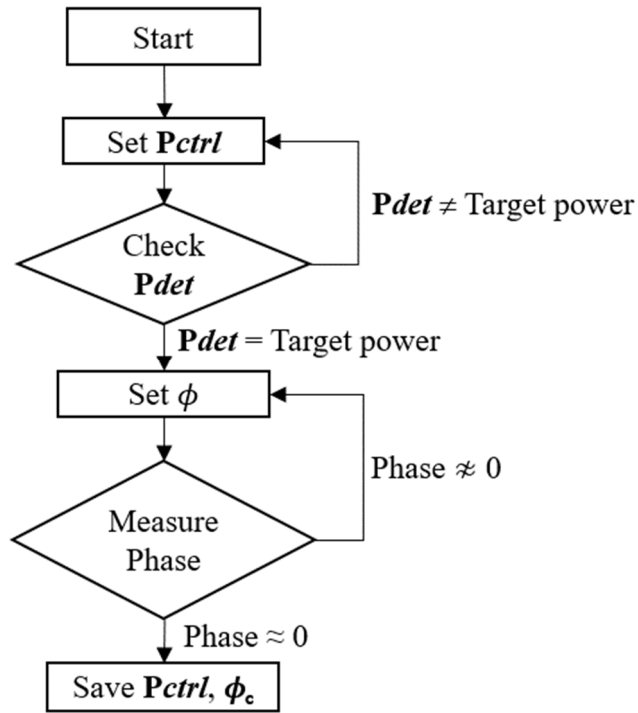 Start
Set Pctrl
Check
Pdet
Pdet ≠ Target power
Pdet = Target power
Set ϕ
Phase ≉ 0
Measure
Phase
Phase ≈ 0
Save Pctrl, ϕc